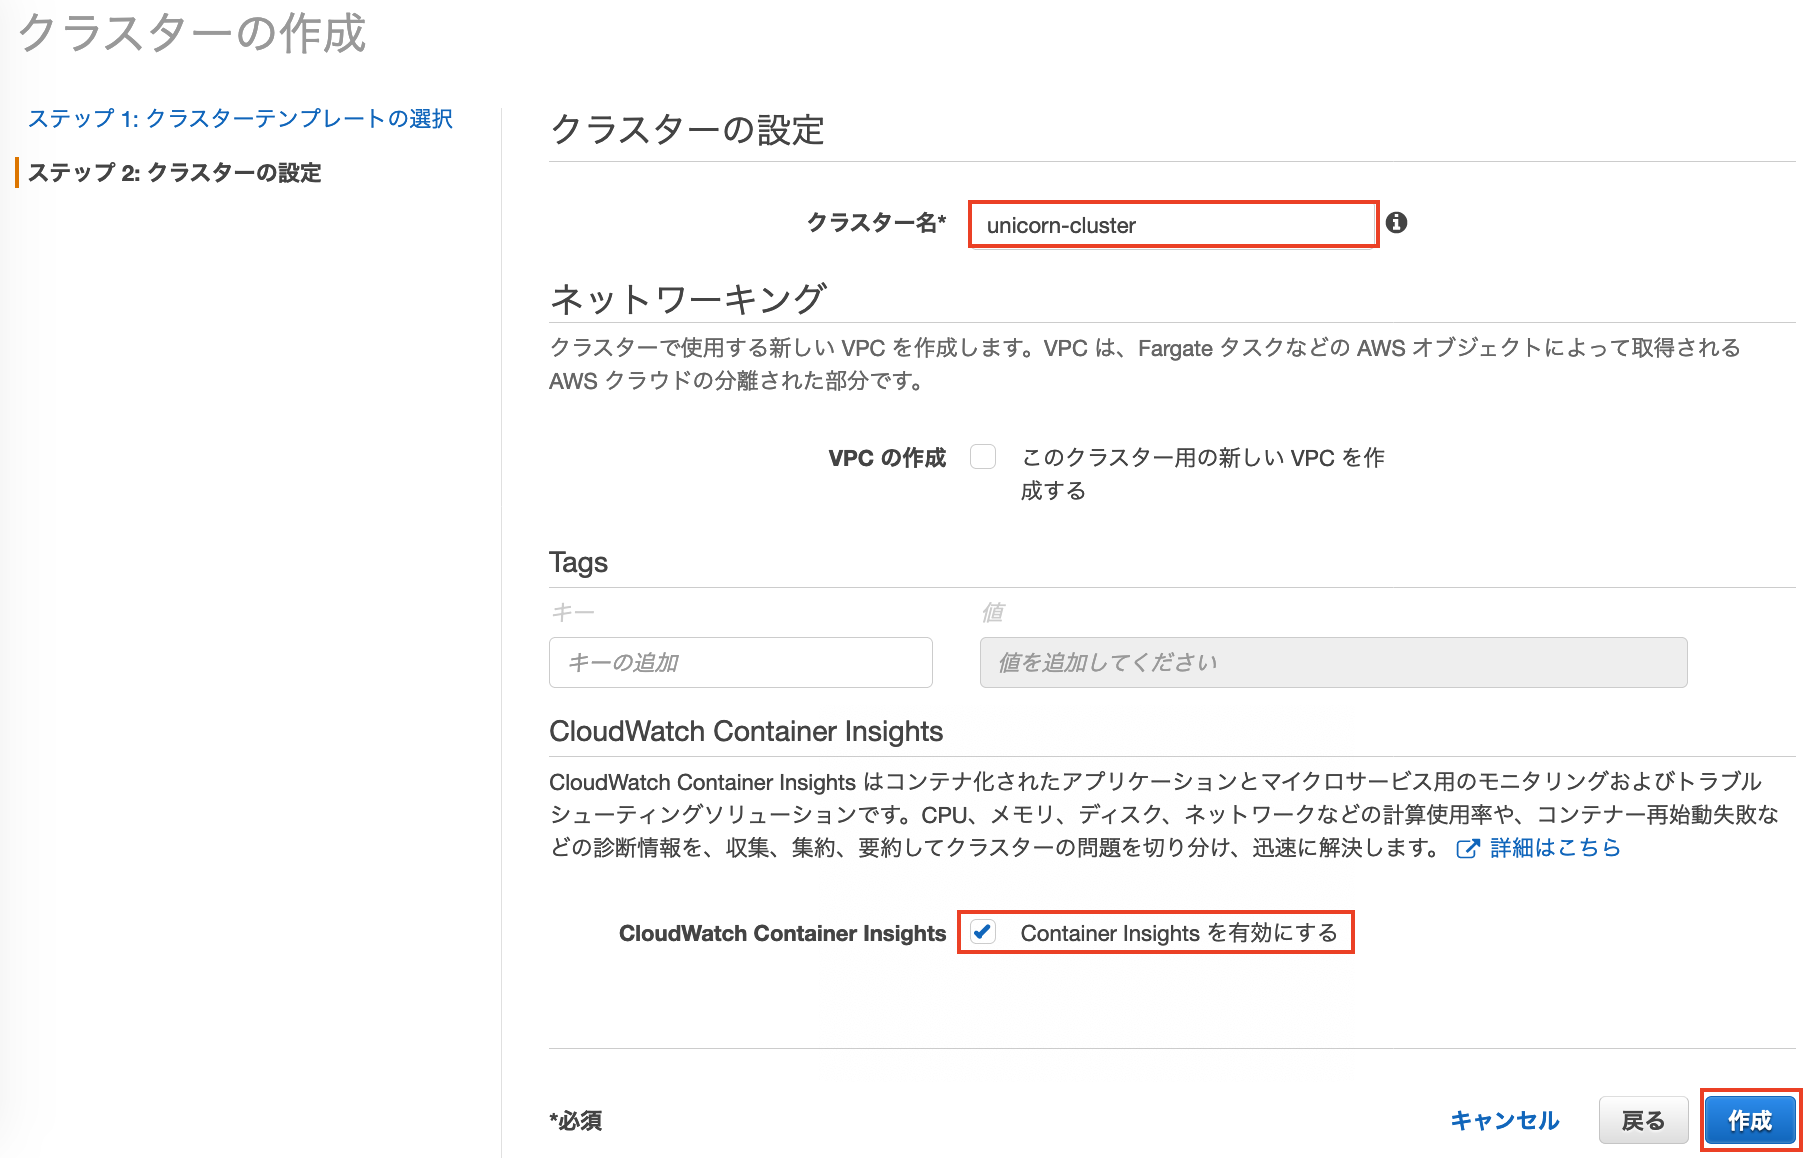 クラスターの作成
ステップ 1: クラスターテンプレートの選択
ステップ 2: クラスターの設定
クラスターの設定
クラスター名* unicorn-cluster
ネットワーキング
クラスターで使用する新しい VPC を作成します。VPC は、Fargate タスクなどの AWS オブジェクトによって取得される
AWS クラウドの分離された部分です。
VPC の作成 このクラスター用の新しい VPC を作
成する
Tags
キー 値
キーの追加 値を追加してください
CloudWatch Container Insights
CloudWatch Container Insights はコンテナ化されたアプリケーションとマイクロサービス用のモニタリングおよびトラブル
シューティングソリューションです。CPU、メモリ、ディスク、ネットワークなどの計算使用率や、コンテナー再始動失敗な
どの診断情報を、収集、集約、要約してクラスターの問題を切り分け、迅速に解決します。 詳細はこちら
CloudWatch Container Insights Container Insights を有効にする
*必須 キャンセル 戻る 作成